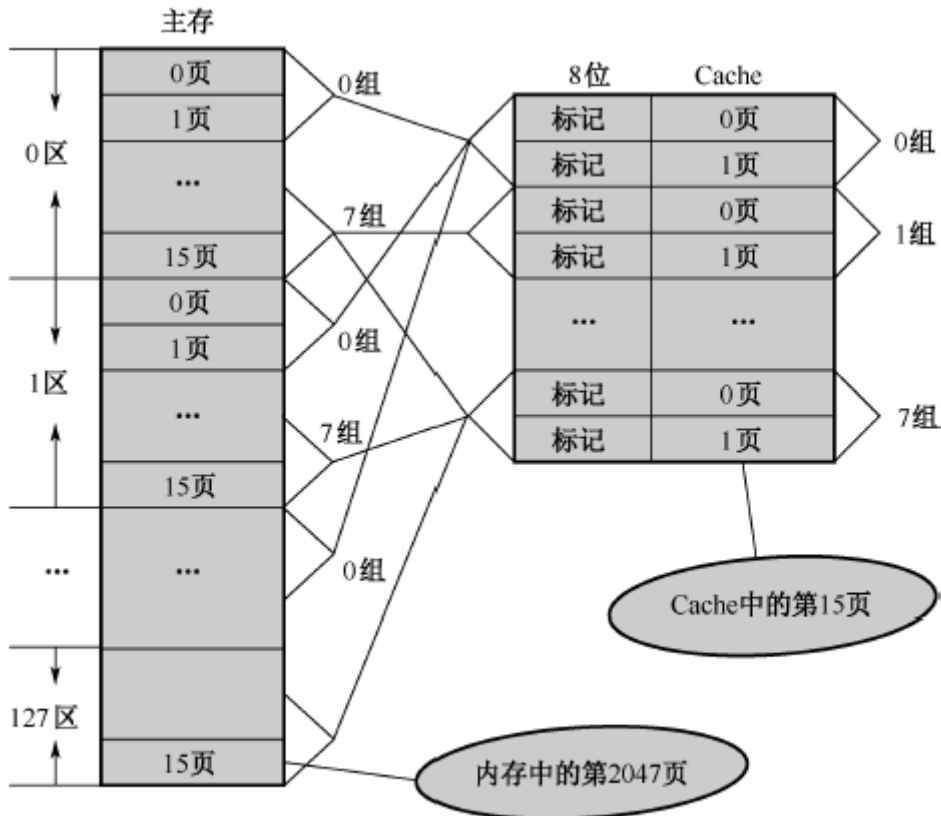 主存
0页
1页
...
15页
0页
1页
...
15页
...
15页
0区
1区
...
127区
0组
7组
0组
7组
0组
8位 Cache
标记 0页
标记 1页
标记 0页
标记 1页
... ...
标记 0页
标记 1页
0组
1组
7组
Cache中的第15页
内存中的第2047页